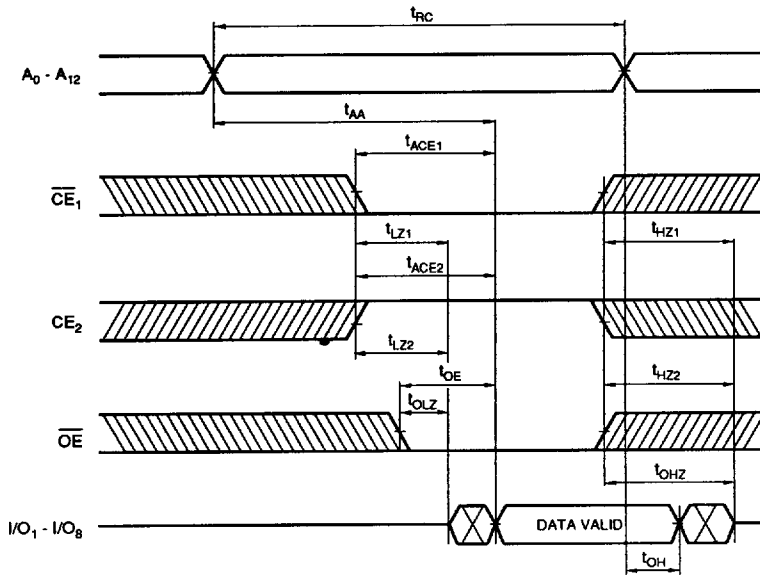 tRC
A0 - A12
tAA
tACE1
CE1
tLZ1
tHZ1
tACE2
CE2
tLZ2
tOE
tHZ2
tOLZ
OE
tOHZ
I/O1 - I/O8
DATA VALID
tOH